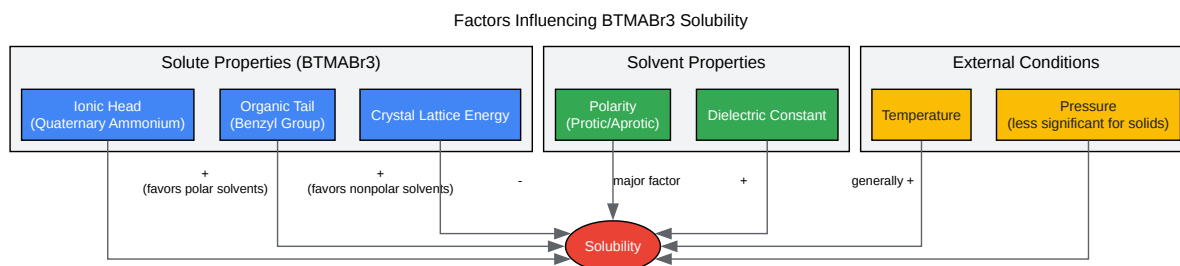 Factors Influencing BTMABr3 Solubility
Solute Properties (BTMABr3)
Ionic Head
(Quaternary Ammonium)
Organic Tail
(Benzyl Group)
Crystal Lattice Energy
Solvent Properties
Polarity
(Protic/Aprotic)
Dielectric Constant
External Conditions
Temperature
Pressure
(less significant for solids)
+
(favors polar solvents)
+
(favors nonpolar solvents)
-
major factor
+
generally +
Solubility